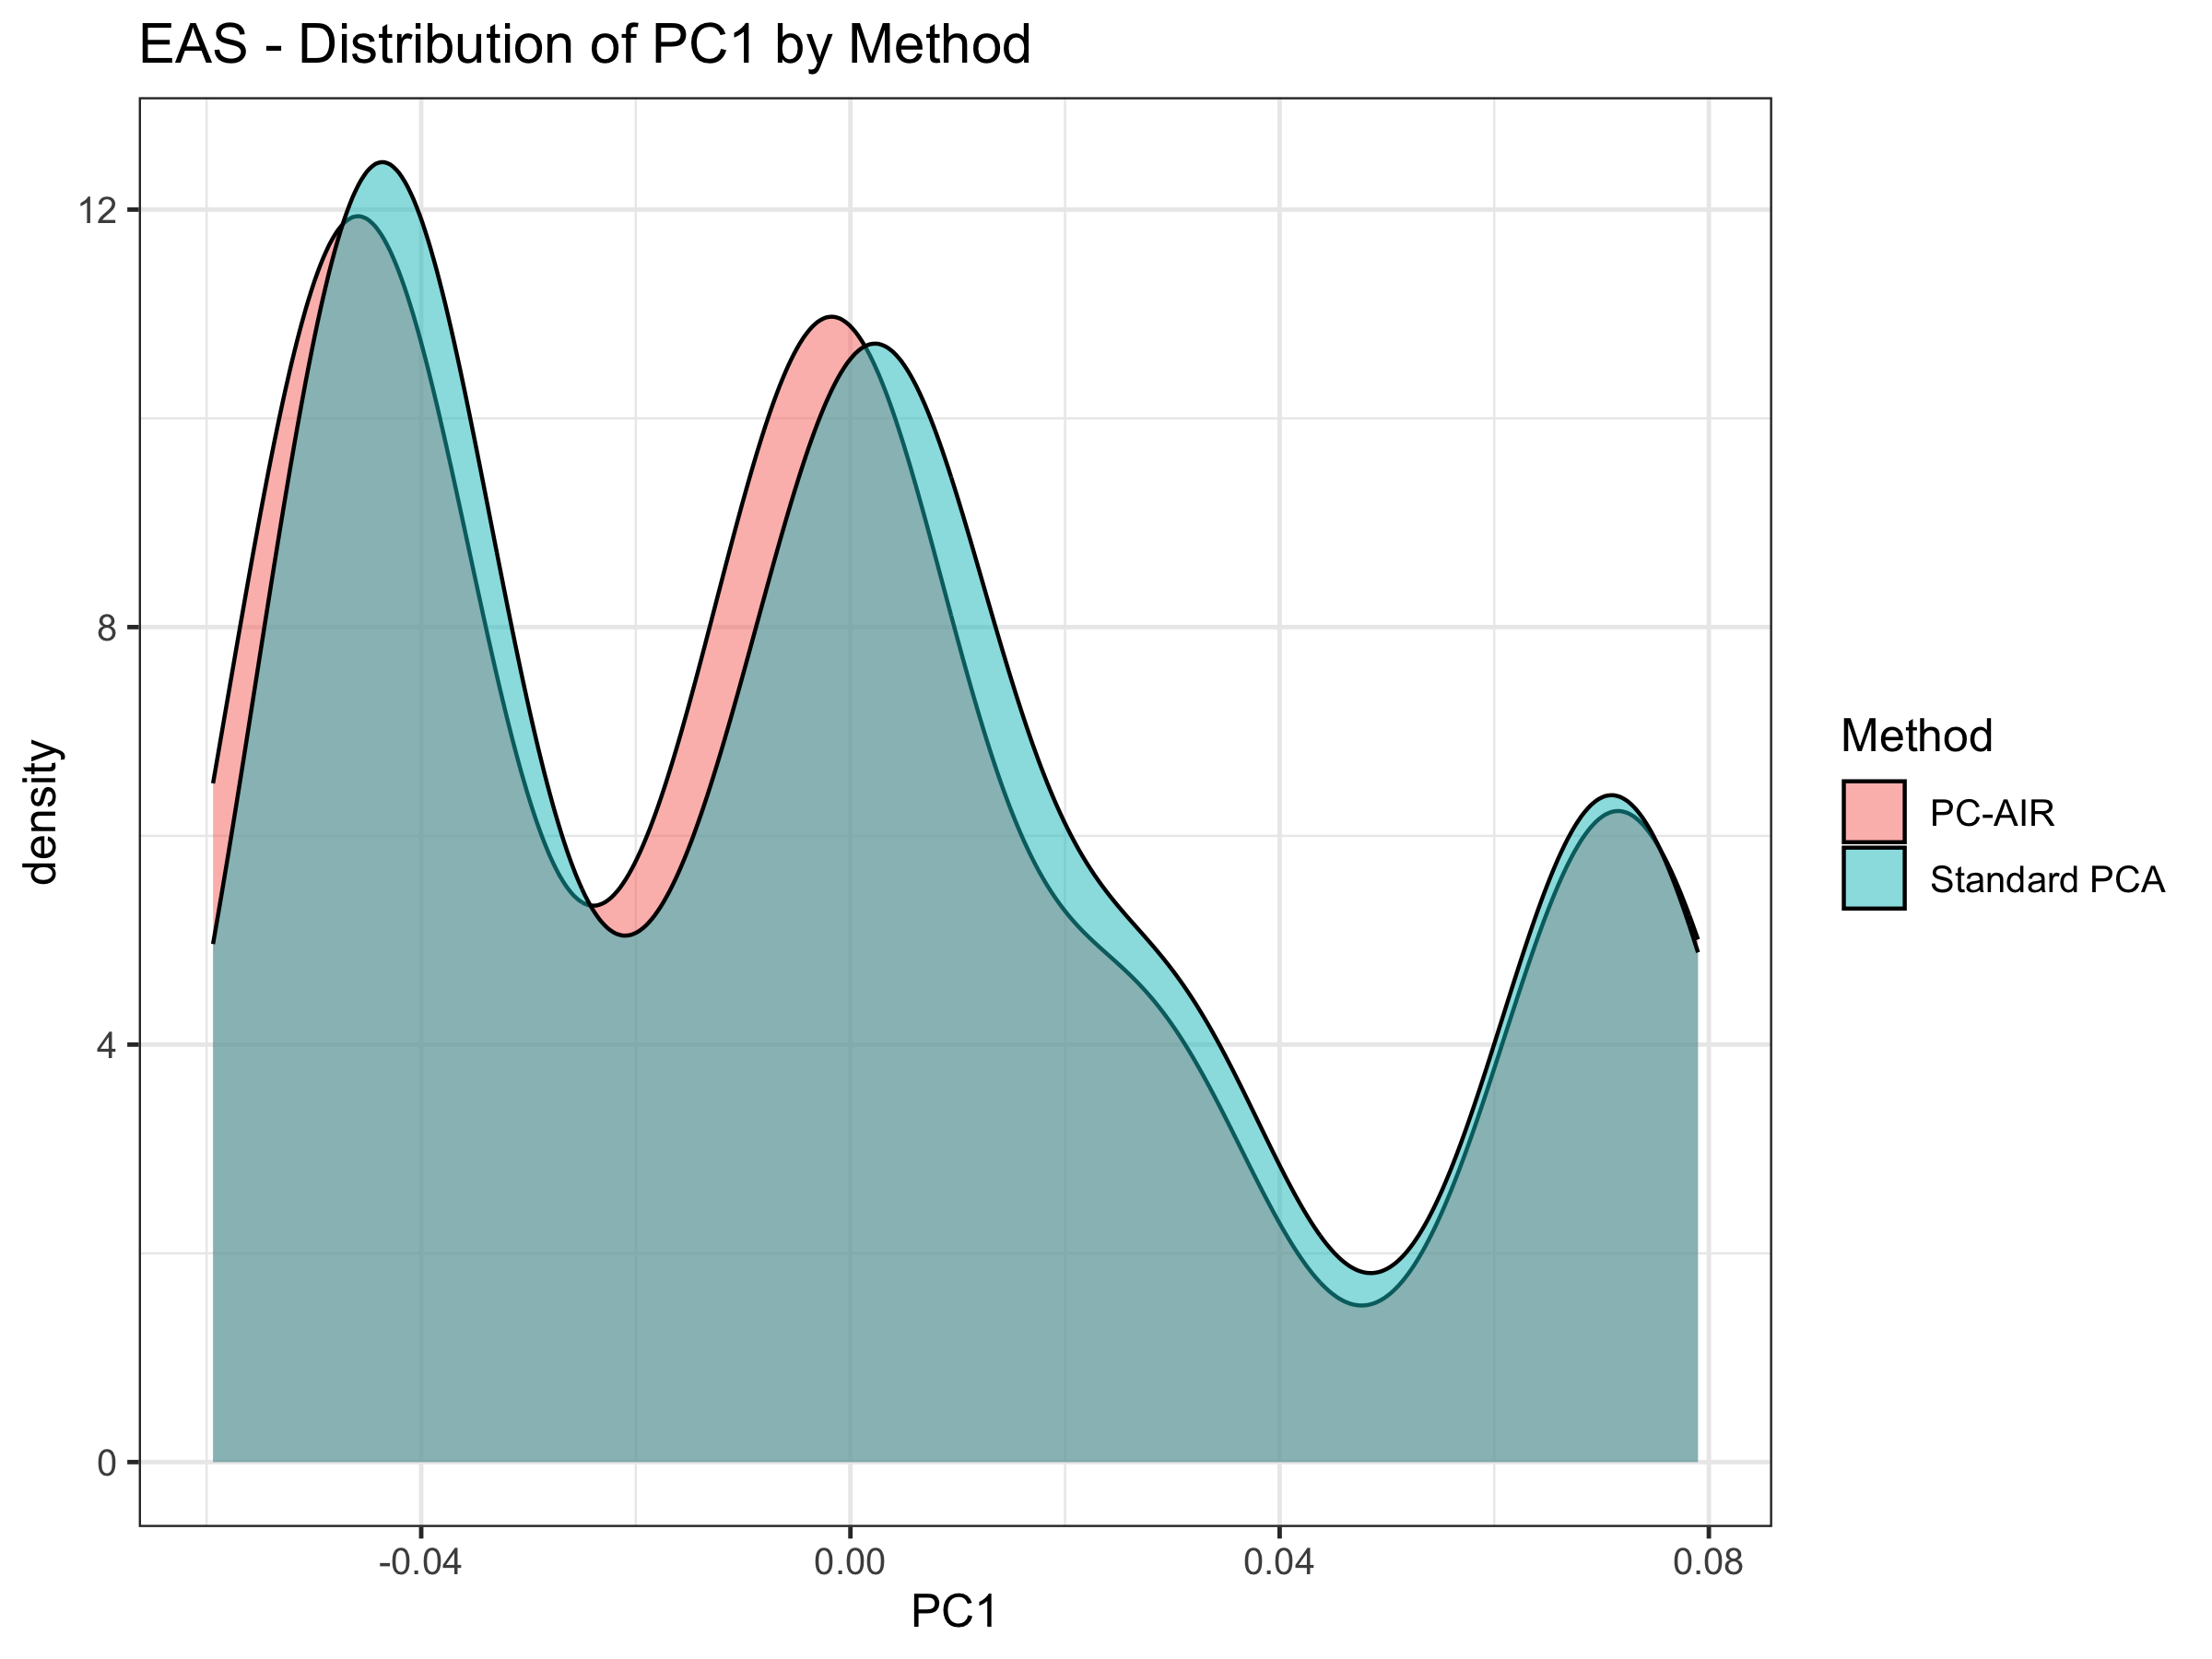 EAS - Distribution of PC1 by Method
12
8
4
0
density
-0.04
0.00
0.04
0.08
PC1
Method
PC-AIR
Standard PCA